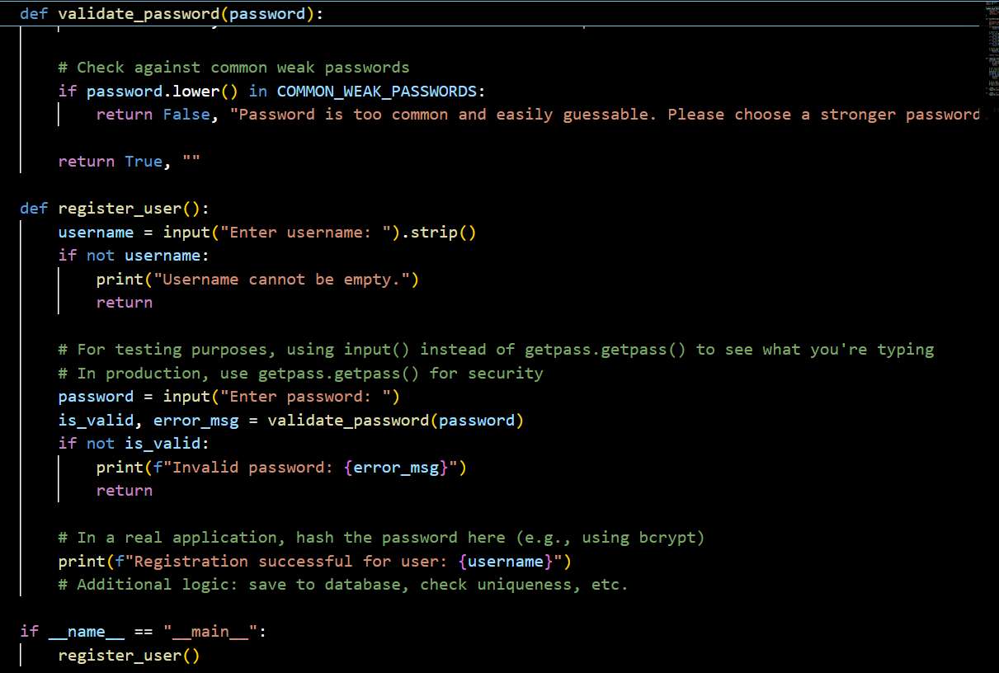 def validate_password(password):
# Check against common weak passwords
if password.lower() in COMMON_WEAK_PASSWORDS:
return False, "Password is too common and easily guessable. Please choose a stronger password
return True, ""
def register_user():
username = input("Enter username: ").strip()
if not username:
print("Username cannot be empty.")
return
# For testing purposes, using input() instead of getpass.getpass() to see what you're typing
# In production, use getpass.getpass() for security
password = input("Enter password: ")
is_valid, error_msg = validate_password(password)
if not is_valid:
print(f"Invalid password: {error_msg}")
return
# In a real application, hash the password here (e.g., using bcrypt)
print(f"Registration successful for user: {username}")
# Additional logic: save to database, check uniqueness, etc.
if __name__ == "__main__":
register_user()